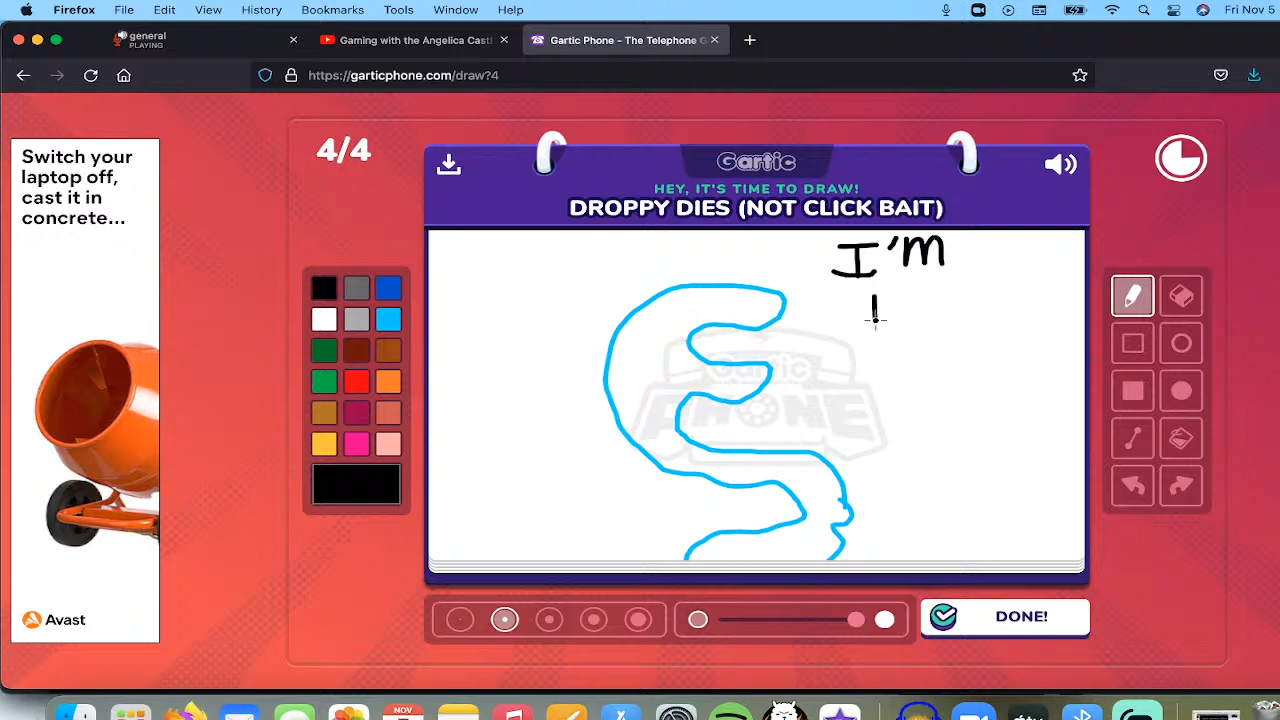 Firefox File Edit View History Bookmarks Tools Window Help Fri Nov 5
general
PLAYING
Gaming with the Angelica Castl
Gartic Phone – The Telephone G
https://garticphone.com/draw?4
Switch your
laptop off,
cast it in
concrete...
Avast
4/4
Gartic
HEY, IT'S TIME TO DRAW!
DROPPY DIES (NOT CLICK BAIT)
I'M
Gartic
PHONE
DONE!
NOV